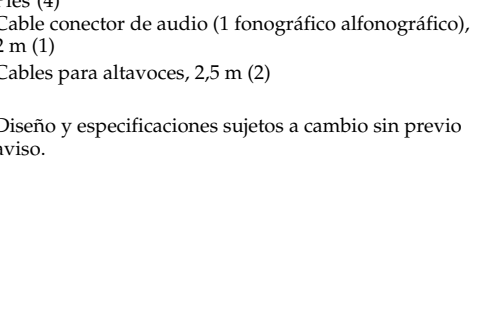 Pies (4)
Cable conector de audio (1 fonográfico alfonográfico),
2 m (1)
Cables para altavoces, 2,5 m (2)
Diseño y especificaciones sujetos a cambio sin previo
aviso.